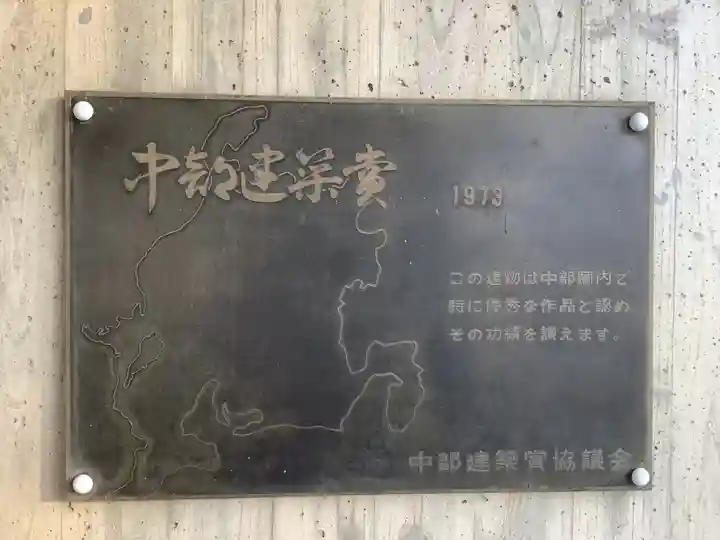 中部建築賞
1973
この建物は中部圏内で
特に優秀な作品と認め
その功績を讃えます。
中部建築賞協議会